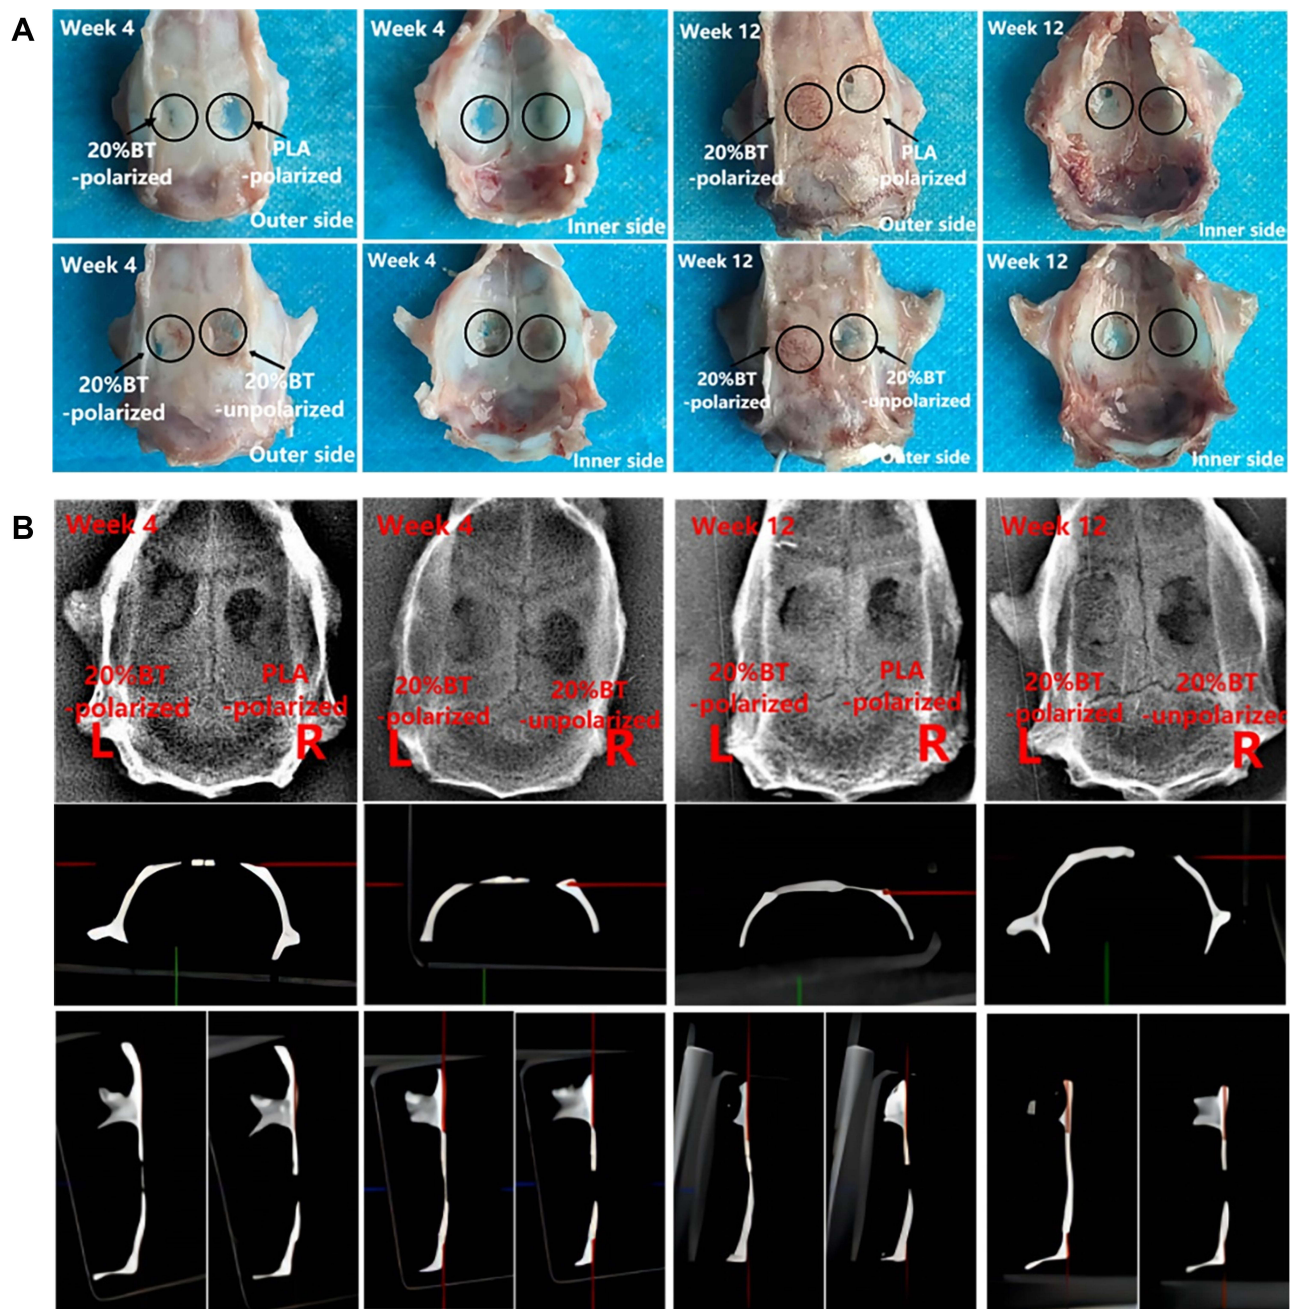 A
Week 4
20%BT
-polarized
PLA
-polarized
Outer side
Week 4
Inner side
Week 12
20%BT
-polarized
PLA
-polarized
Outer side
Week 12
Inner side
Week 4
20%BT
-polarized
20%BT
-unpolarized
Outer side
Week 4
Inner side
Week 12
20%BT
-polarized
20%BT
-unpolarized
Outer side
Week 12
Inner side
B
Week 4
20%BT
-polarized
PLA
-polarized
L
R
Week 4
20%BT
-polarized
20%BT
-unpolarized
L
R
Week 12
20%BT
-polarized
PLA
-polarized
L
R
Week 12
20%BT
-polarized
20%BT
-unpolarized
L
R